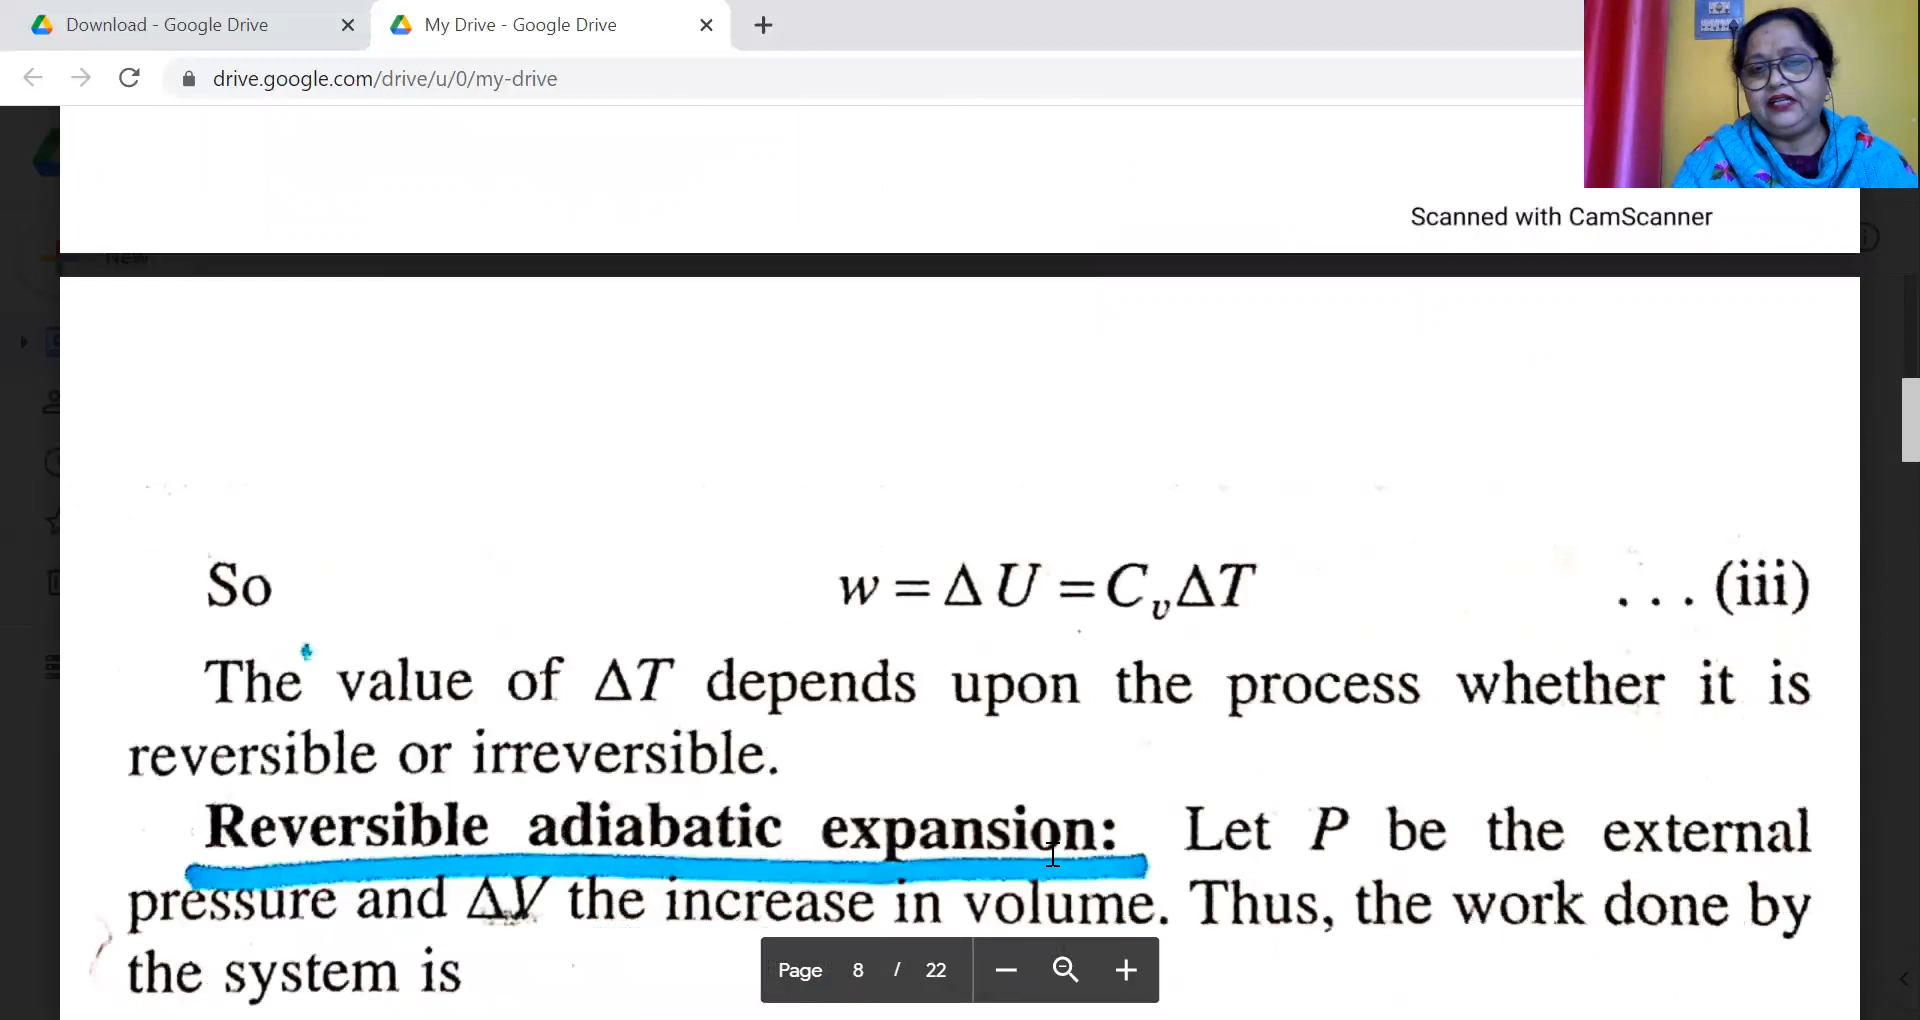 Download - Google Drive
My Drive - Google Drive
drive.google.com/drive/u/0/my-drive
Scanned with CamScanner
New
So w = Δ U = CᵥΔT . . . (iii)
The value of ΔT depends upon the process whether it is
reversible or irreversible.
Reversible adiabatic expansion: Let P be the external
pressure and ΔV the increase in volume. Thus, the work done by
the system is
Page 8 / 22